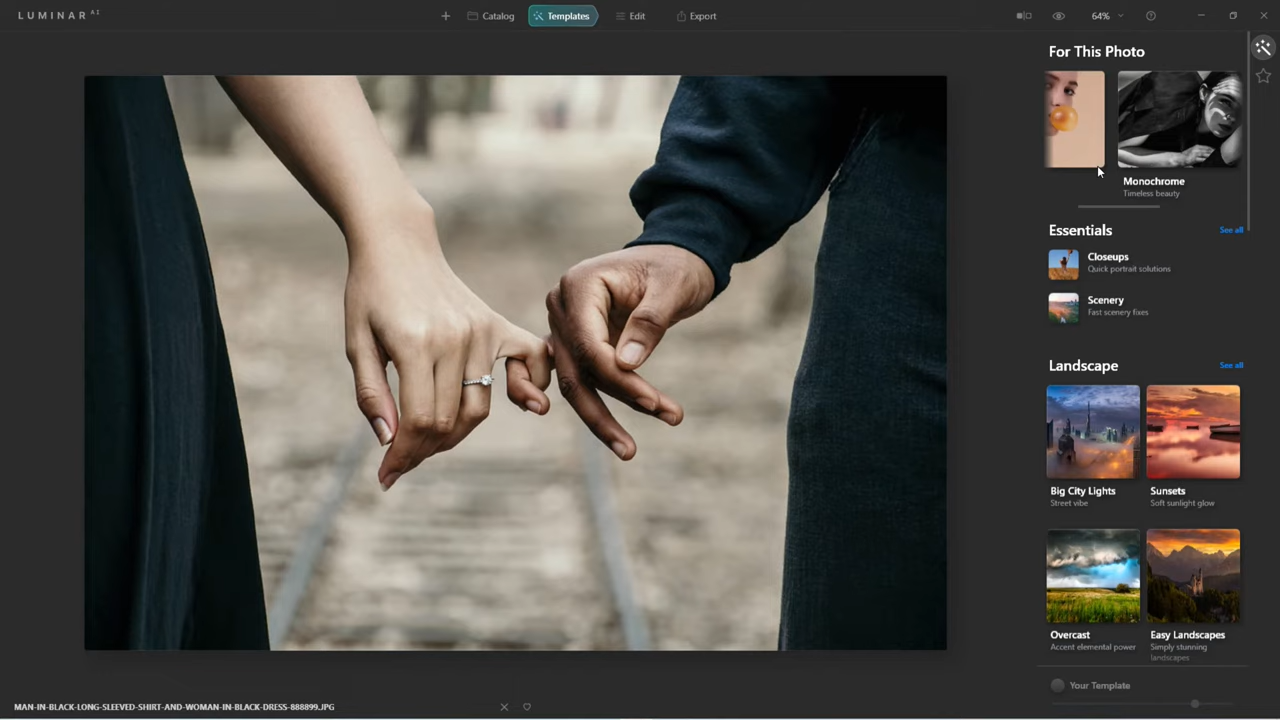 LUMINAR AI
Catalog
Templates
Edit
Export
64%
For This Photo
Monochrome
Timeless beauty
Essentials
See all
Closeups
Quick portrait solutions
Scenery
Fast scenery fixes
Landscape
See all
Big City Lights
Street vibe
Sunsets
Soft sunlight glow
Overcast
Accent elemental power
Easy Landscapes
Simply stunning
landscapes
Your Template
MAN-IN-BLACK-LONG-SLEEVED-SHIRT-AND-WOMAN-IN-BLACK-DRESS-888899.JPG